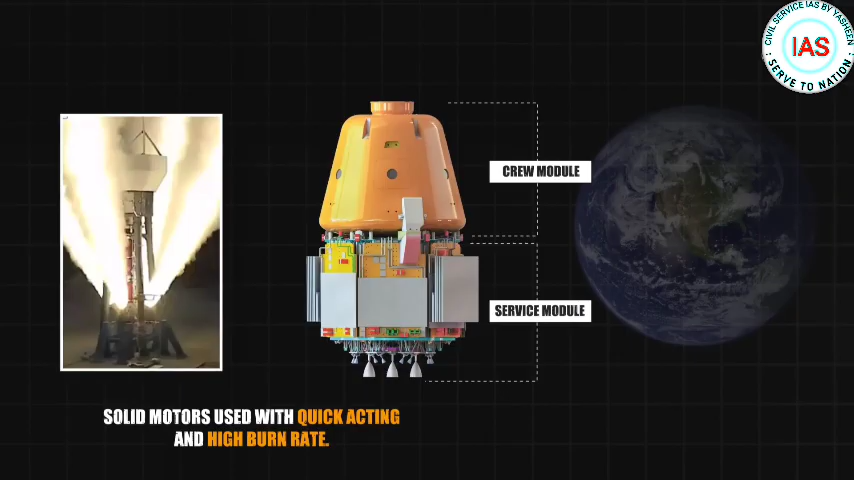 CIVIL SERVICE IAS BY YASHEEN
IAS
: SERVE TO NATION :
CREW MODULE
SERVICE MODULE
SOLID MOTORS USED WITH QUICK ACTING
AND HIGH BURN RATE.